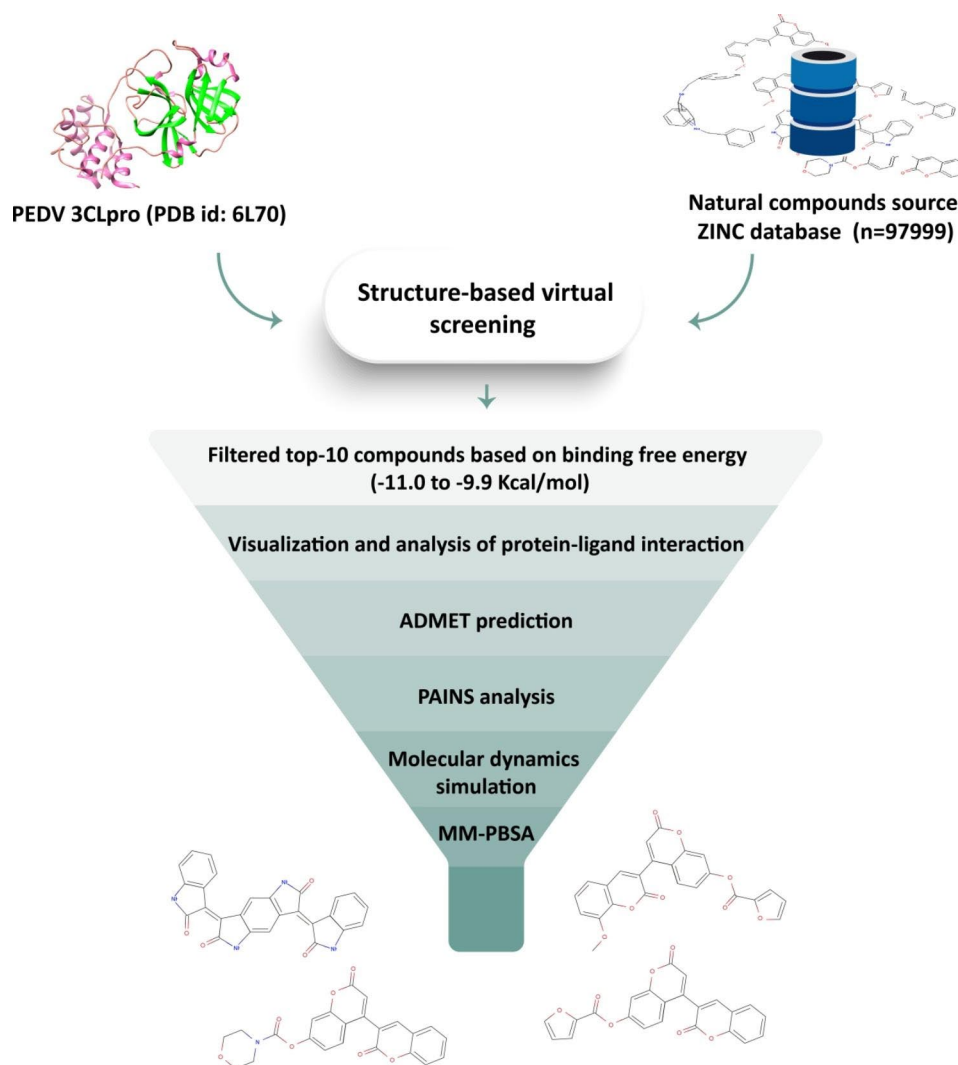 PEDV 3CLpro (PDB id: 6L70)
Natural compounds source
ZINC database (n=97999)
Structure-based virtual
screening
Filtered top-10 compounds based on binding free energy
(-11.0 to -9.9 Kcal/mol)
Visualization and analysis of protein-ligand interaction
ADMET prediction
PAINS analysis
Molecular dynamics
simulation
MM-PBSA